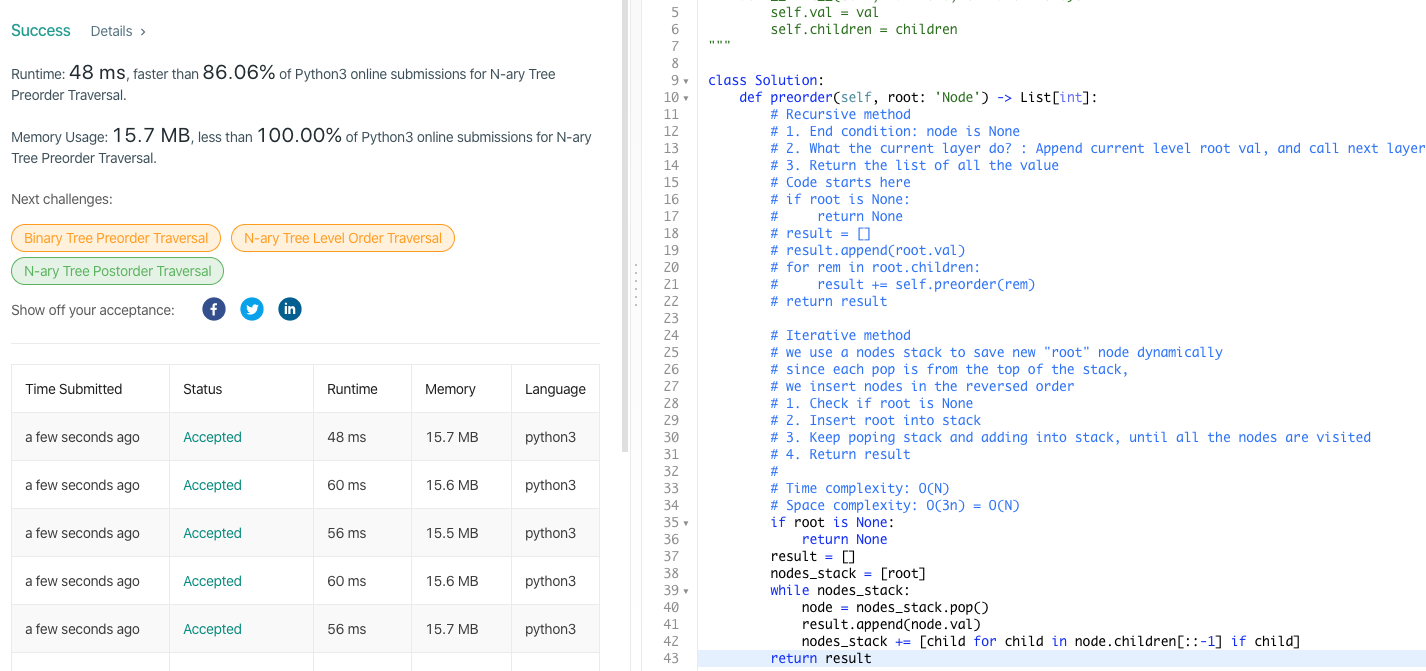 Success Details >
Runtime: 48 ms, faster than 86.06% of Python3 online submissions for N-ary Tree
Preorder Traversal.
Memory Usage: 15.7 MB, less than 100.00% of Python3 online submissions for N-ary
Tree Preorder Traversal.
Next challenges:
Binary Tree Preorder Traversal N-ary Tree Level Order Traversal
N-ary Tree Postorder Traversal
Show off your acceptance:
Time Submitted Status Runtime Memory Language
a few seconds ago Accepted 48 ms 15.7 MB python3
a few seconds ago Accepted 60 ms 15.6 MB python3
a few seconds ago Accepted 56 ms 15.5 MB python3
a few seconds ago Accepted 60 ms 15.6 MB python3
a few seconds ago Accepted 56 ms 15.7 MB python3
5         self.val = val
6         self.children = children
7 """
8
9 class Solution:
10     def preorder(self, root: 'Node') -> List[int]:
11         # Recursive method
12         # 1. End condition: node is None
13         # 2. What the current layer do? : Append current level root val, and call next layer
14         # 3. Return the list of all the value
15         # Code starts here
16         # if root is None:
17         #     return None
18         # result = []
19         # result.append(root.val)
20         # for rem in root.children:
21         #     result += self.preorder(rem)
22         # return result
23
24         # Iterative method
25         # we use a nodes stack to save new "root" node dynamically
26         # since each pop is from the top of the stack,
27         # we insert nodes in the reversed order
28         # 1. Check if root is None
29         # 2. Insert root into stack
30         # 3. Keep poping stack and adding into stack, until all the nodes are visited
31         # 4. Return result
32         #
33         # Time complexity: O(N)
34         # Space complexity: O(3n) = O(N)
35         if root is None:
36             return None
37         result = []
38         nodes_stack = [root]
39         while nodes_stack:
40             node = nodes_stack.pop()
41             result.append(node.val)
42             nodes_stack += [child for child in node.children[::-1] if child]
43         return result